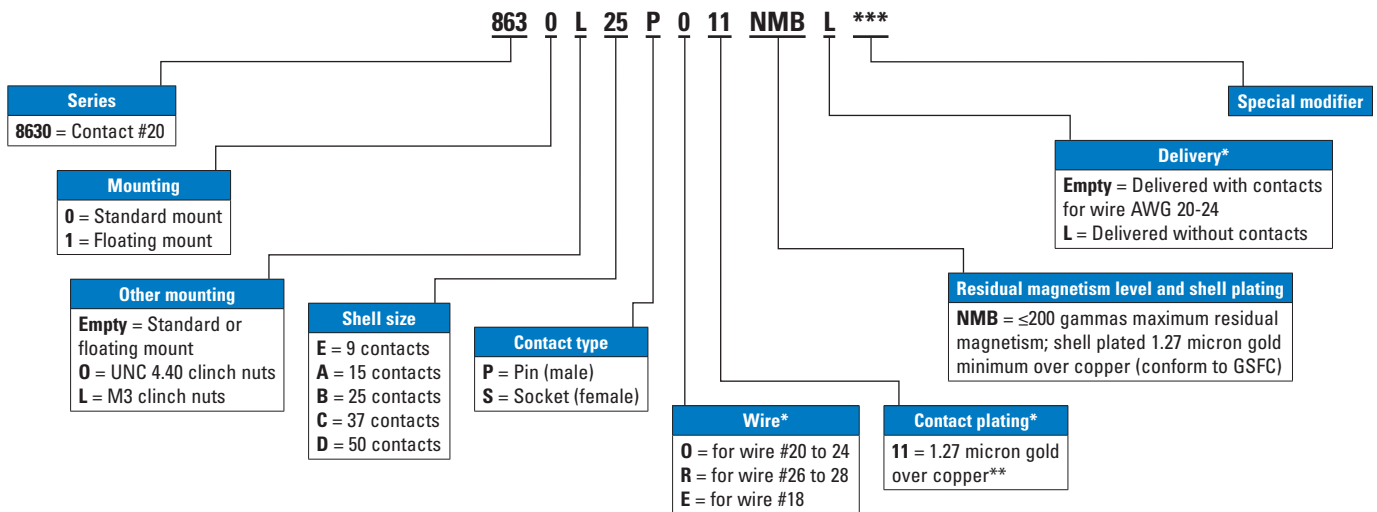 863 0 L 25 P 0 11 NMB L ***
Series
8630 = Contact #20
Special modifier
Mounting
0 = Standard mount
1 = Floating mount
Delivery*
Empty = Delivered with contacts
for wire AWG 20-24
L = Delivered without contacts
Other mounting
Empty = Standard or
floating mount
O = UNC 4.40 clinch nuts
L = M3 clinch nuts
Shell size
E = 9 contacts
A = 15 contacts
B = 25 contacts
C = 37 contacts
D = 50 contacts
Contact type
P = Pin (male)
S = Socket (female)
Residual magnetism level and shell plating
NMB = ≤200 gammas maximum residual
magnetism; shell plated 1.27 micron gold
minimum over copper (conform to GSFC)
Wire*
O = for wire #20 to 24
R = for wire #26 to 28
E = for wire #18
Contact plating*
11 = 1.27 micron gold
over copper**